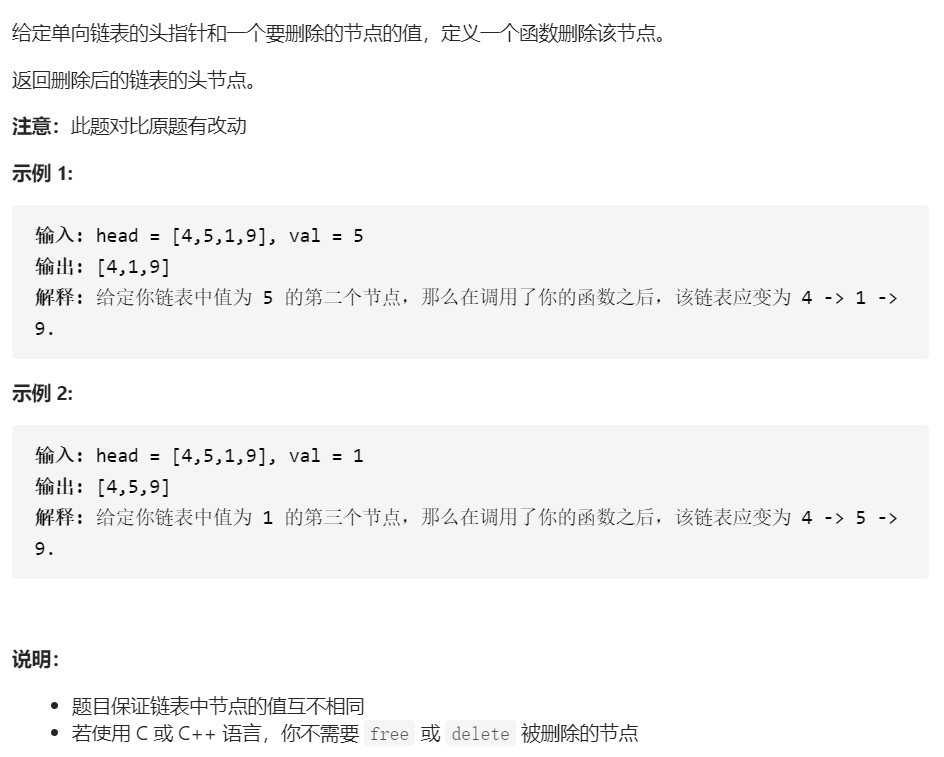 给定单向链表的头指针和一个要删除的节点的值，定义一个函数删除该节点。
返回删除后的链表的头节点。
注意：此题对比原题有改动
示例 1:
输入: head = [4,5,1,9], val = 5
输出: [4,1,9]
解释: 给定你链表中值为 5 的第二个节点，那么在调用了你的函数之后，该链表应变为 4 -> 1 ->
9.
示例 2:
输入: head = [4,5,1,9], val = 1
输出: [4,5,9]
解释: 给定你链表中值为 1 的第三个节点，那么在调用了你的函数之后，该链表应变为 4 -> 5 ->
9.
说明：
• 题目保证链表中节点的值互不相同
• 若使用 C 或 C++ 语言，你不需要 free 或 delete 被删除的节点